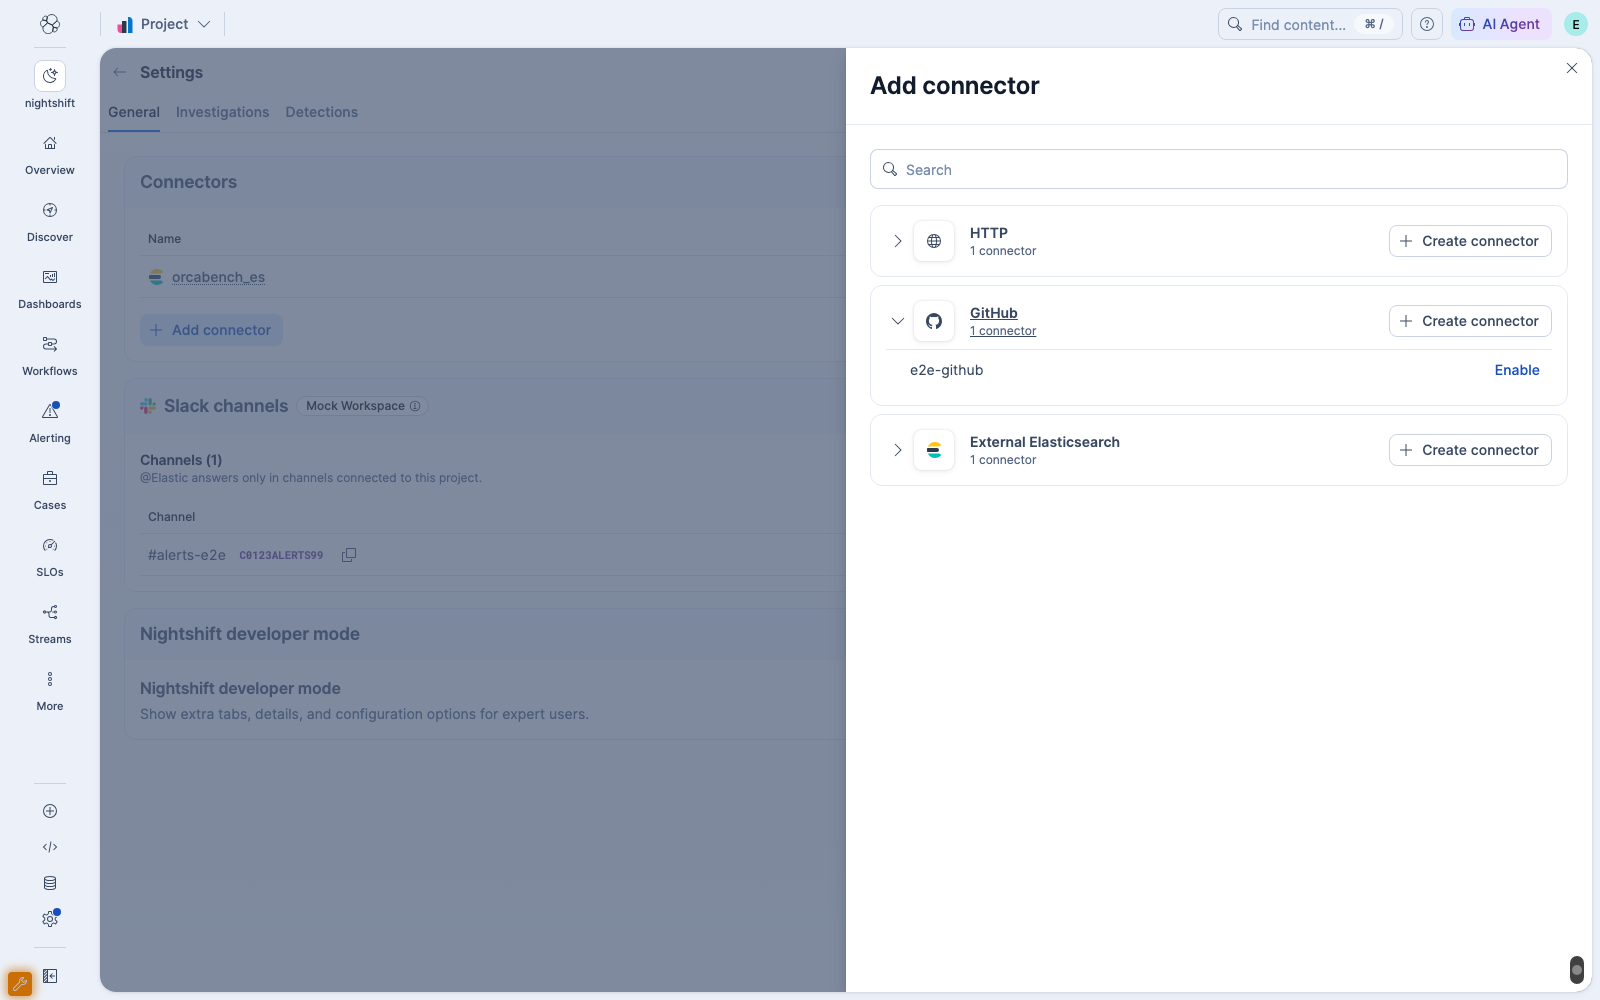 Project
Find content...
⌘ /
AI Agent
E
nightshift
Overview
Discover
Dashboards
Workflows
Alerting
Cases
SLOs
Streams
More
Settings
General
Investigations
Detections
Connectors
Name
orcabench_es
Add connector
Slack channels
Mock Workspace
Channels (1)
@Elastic answers only in channels connected to this project.
Channel
#alerts-e2e C0123ALERTS99
Nightshift developer mode
Nightshift developer mode
Show extra tabs, details, and configuration options for expert users.
Add connector
Search
HTTP
1 connector
Create connector
GitHub
1 connector
Create connector
e2e-github
Enable
External Elasticsearch
1 connector
Create connector